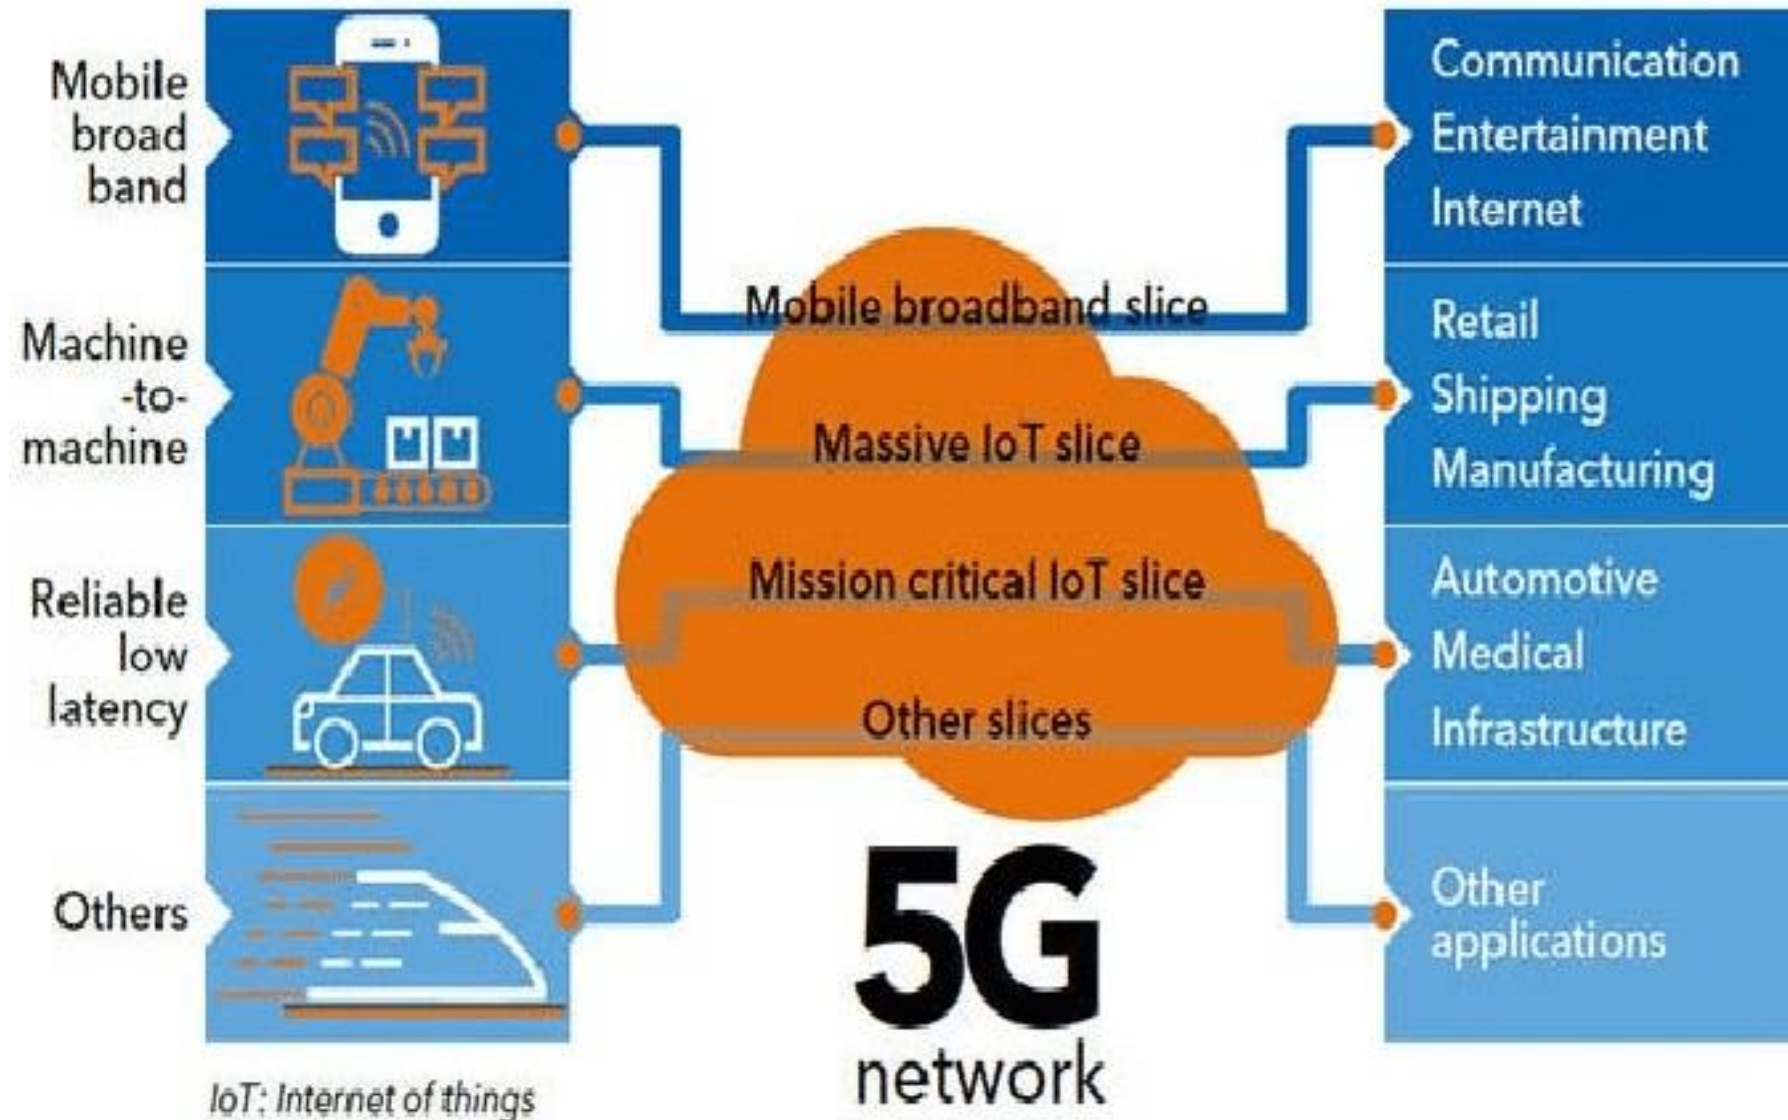 Mobile
broad
band
Machine
-to-
machine
Reliable
low
latency
Others
IoT: Internet of things
Mobile broadband slice
Massive IoT slice
Mission critical IoT slice
Other slices
5G
network
Communication
Entertainment
Internet
Retail
Shipping
Manufacturing
Automotive
Medical
Infrastructure
Other
applications